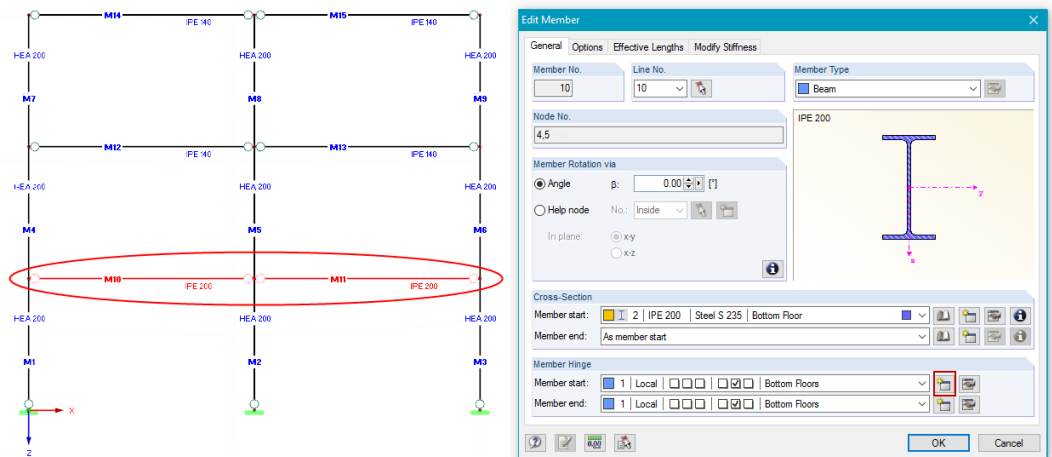 M14 M15
IPE 140 IPE 140
HEA 200 HEA 200 HEA 200
M7 M8 M9
M12 M13
IPE 140 IPE 140
HEA 200 HEA 200 HEA 200
M4 M5 M6
M10 M11
IPE 200 IPE 200
HEA 200 HEA 200 HEA 200
M1 M2 M3
X
Z
Edit Member
General Options Effective Lengths Modify Stiffness
Member No. Line No. Member Type
10 10 Beam
Node No. IPE 200
4,5
Member Rotation via
Angle β: 0.00 [°]
y
Help node No.: Inside
In plane: x-y
x-z
z
Cross-Section
Member start: 2 | IPE 200 | Steel S 235 | Bottom Floor
Member end: As member start
Member Hinge
Member start: 1 | Local | ☐☐☐ | ☐☑☐ | Bottom Floors
Member end: 1 | Local | ☐☐☐ | ☐☑☐ | Bottom Floors
0.00 OK Cancel